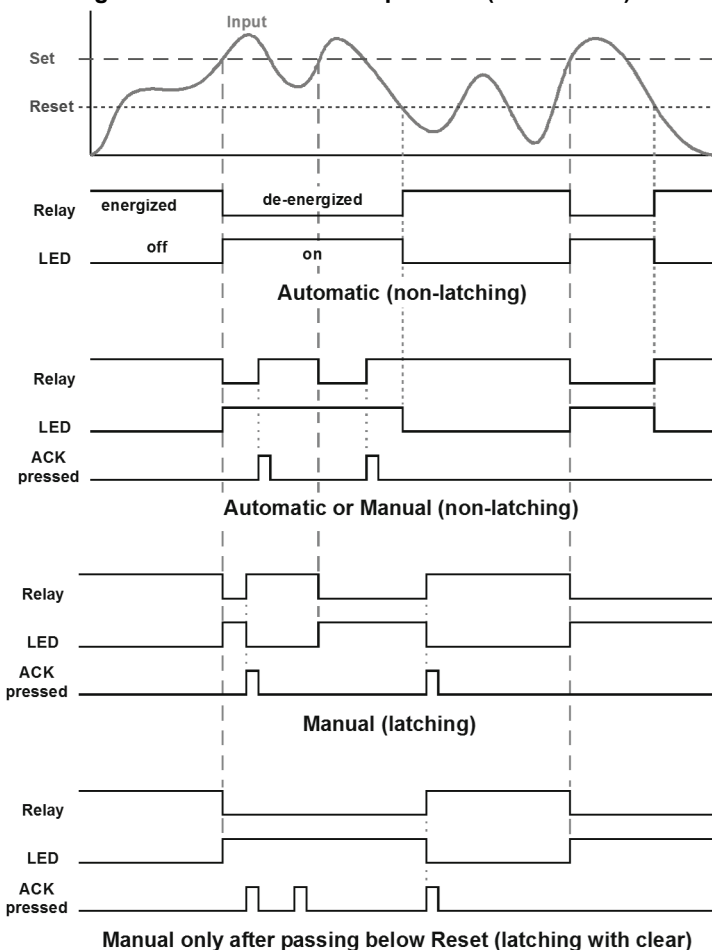 Input
Set
Reset
Relay energized de-energized
LED off on
Automatic (non-latching)
Relay
LED
ACK
pressed
Automatic or Manual (non-latching)
Relay
LED
ACK
pressed
Manual (latching)
Relay
LED
ACK
pressed
Manual only after passing below Reset (latching with clear)